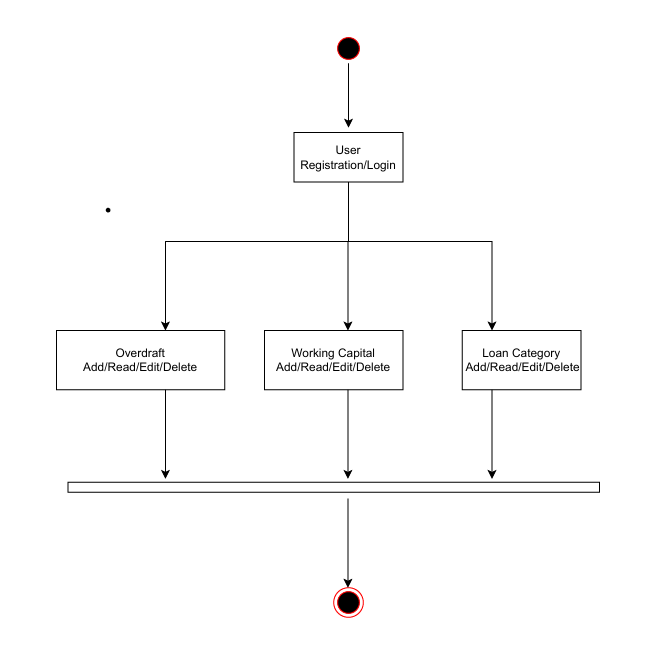 User
Registration/Login
Overdraft
Add/Read/Edit/Delete
Working Capital
Add/Read/Edit/Delete
Loan Category
Add/Read/Edit/Delete